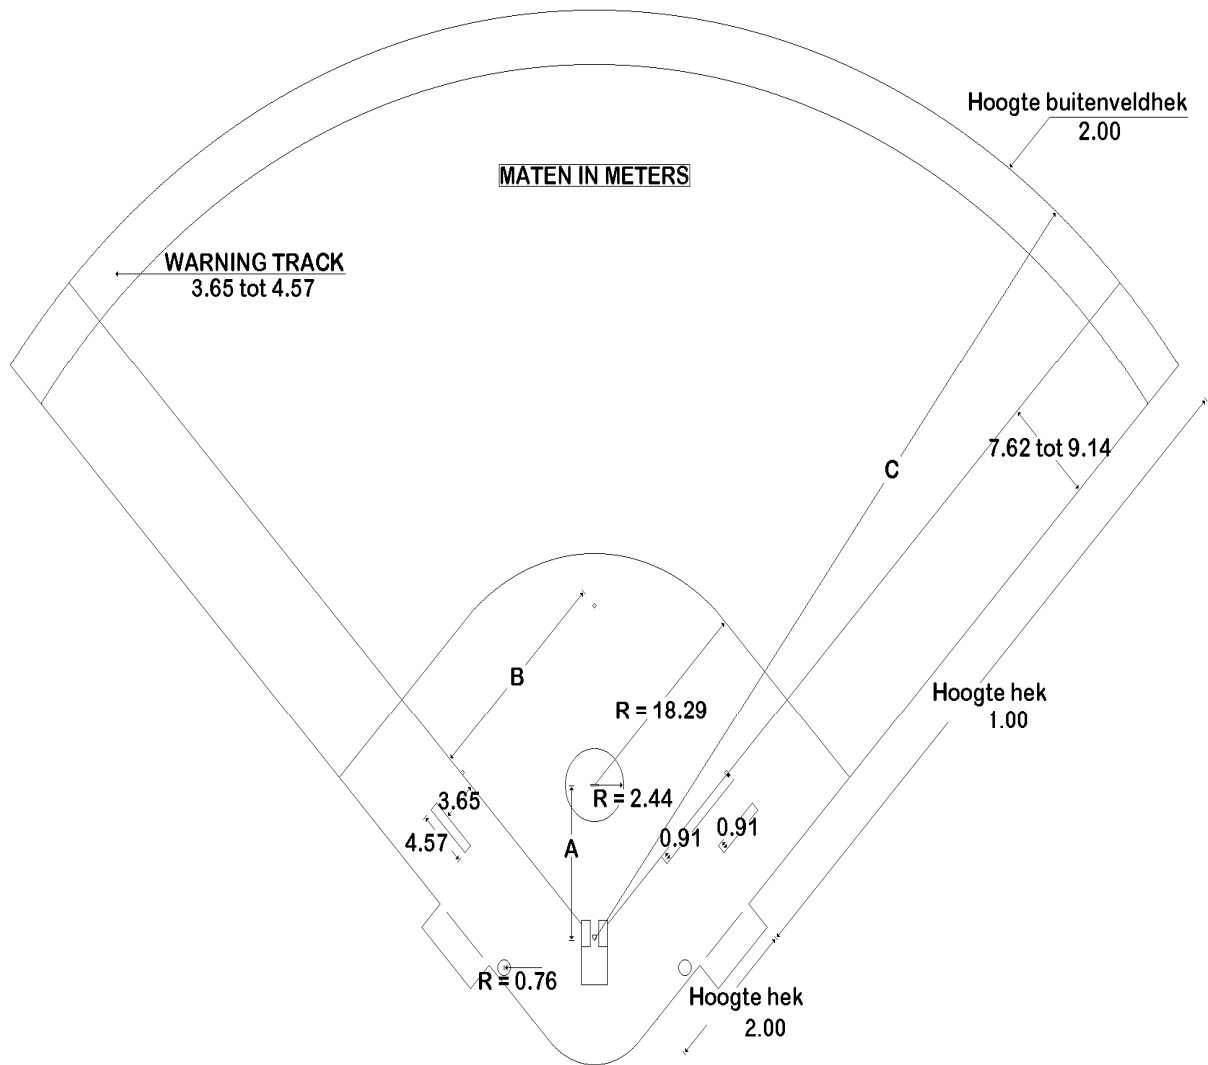 Hoogte buitenveldhek
2.00
MATEN IN METERS
WARNING TRACK
3.65 tot 4.57
7.62 tot 9.14
C
B
Hoogte hek
1.00
R = 18.29
R = 2.44
3.65
4.57
A
0.91
0.91
R = 0.76
Hoogte hek
2.00